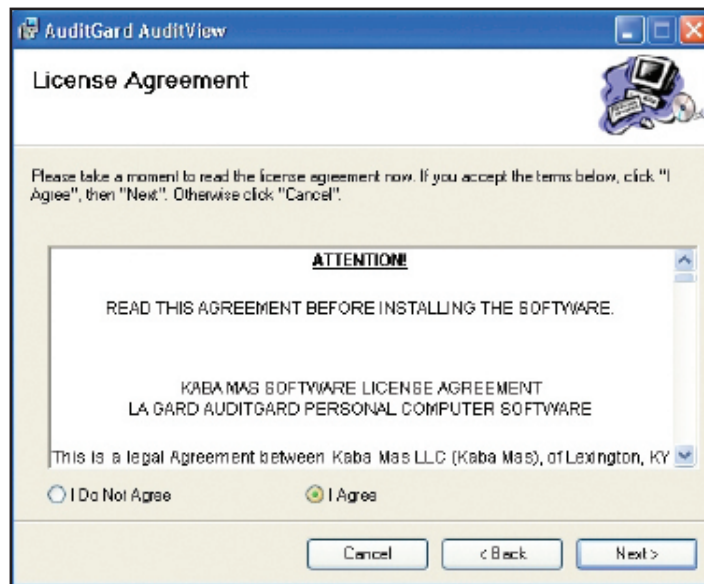 AuditGard AuditView
License Agreement
Please take a moment to read the license agreement now. If you accept the terms below, click "I
Agree", then "Next". Otherwise click "Cancel".
ATTENTION!
READ THIS AGREEMENT BEFORE INSTALLING THE SOFTWARE.
KABA MAS SOFTWARE LICENSE AGREEMENT
LA GARD AUDITGARD PERSONAL COMPUTER SOFTWARE
This is a legal Agreement between Kaba Mas LLC (Kaba Mas), of Lexington, KY
I Do Not Agree I Agree
Cancel < Back Next >